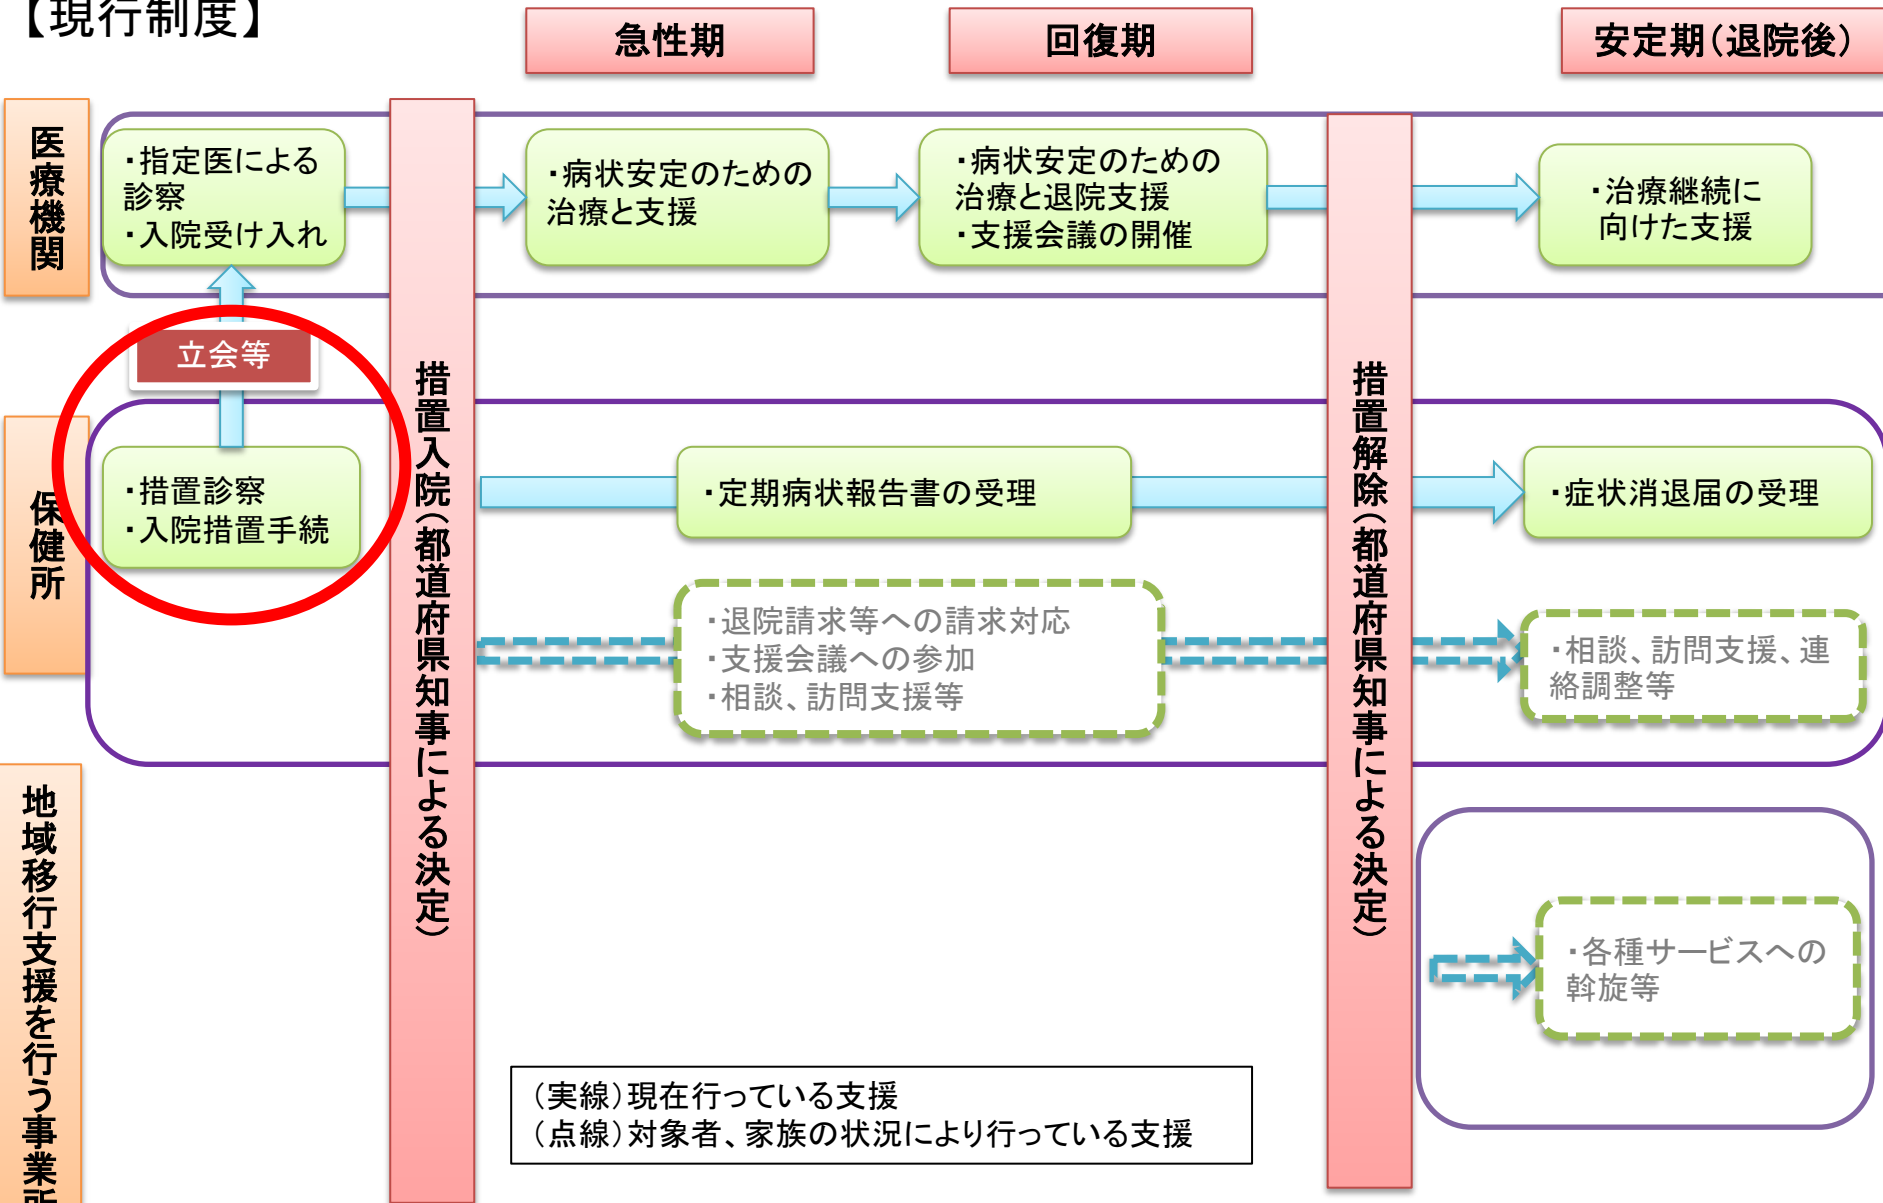 【現行制度】
急性期
回復期
安定期（退院後）
医療機関
・指定医による
診察
・入院受け入れ
・病状安定のための
治療と支援
・病状安定のための
治療と退院支援
・支援会議の開催
・治療継続に
向けた支援
立会等
措置入院（都道府県知事による決定）
措置解除（都道府県知事による決定）
保健所
・措置診察
・入院措置手続
・定期病状報告書の受理
・症状消退届の受理
・退院請求等への請求対応
・支援会議への参加
・相談、訪問支援等
・相談、訪問支援、連
絡調整等
地域移行支援を行う事業所
・各種サービスへの
斡旋等
（実線）現在行っている支援
（点線）対象者、家族の状況により行っている支援